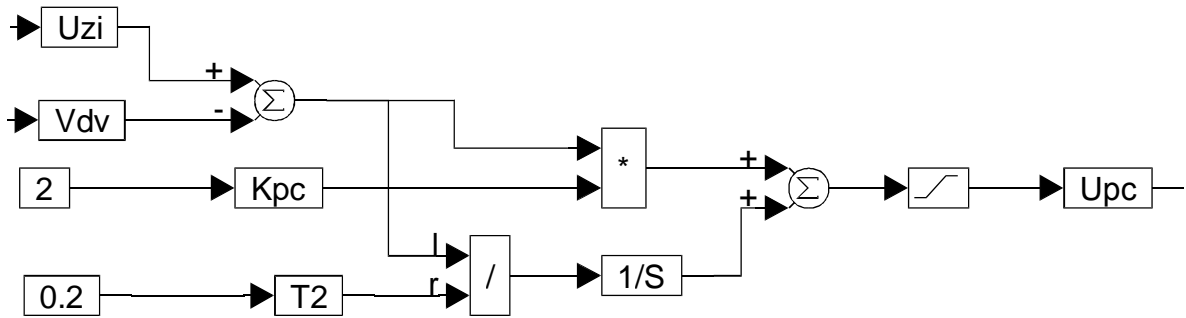 Uzi
+
Σ
Vdv
-
*
2
Kpc
+
Σ
+
Upc
l
/
1/S
0.2
T2
r